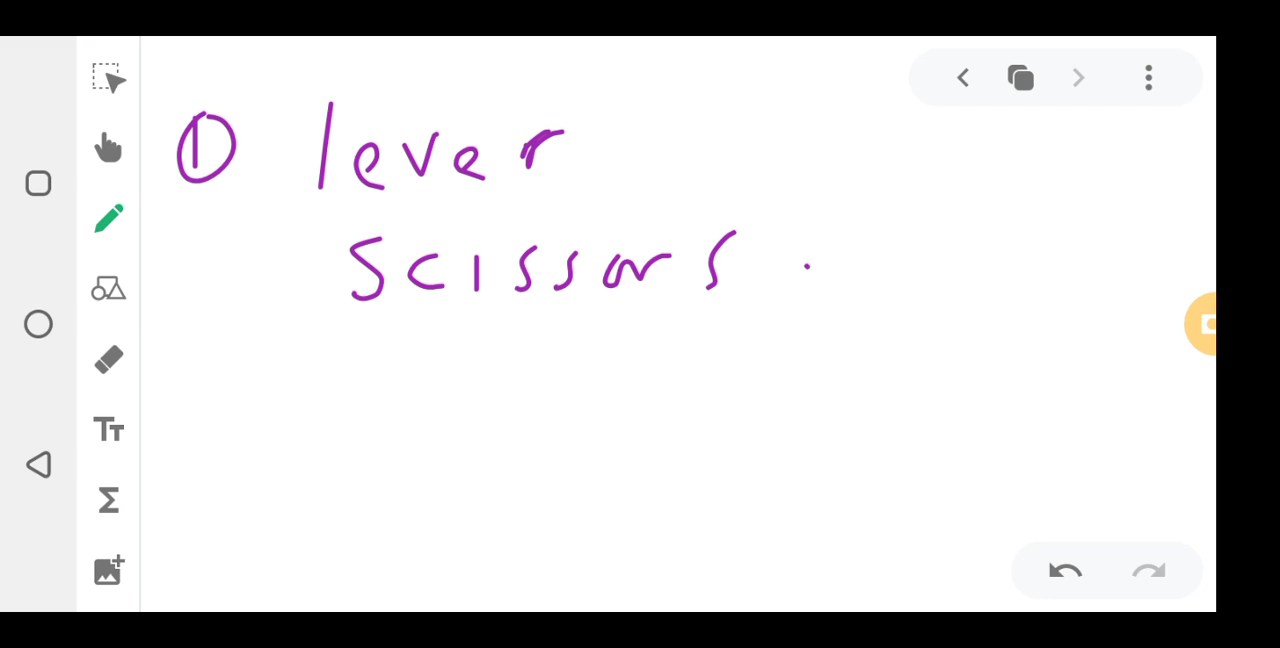 ① lever
scissors .